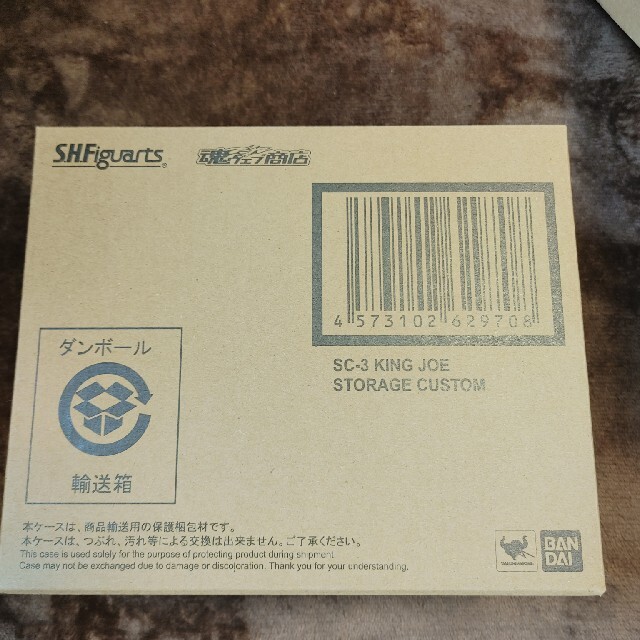 S.H.Figuarts®
魂ウェブ商店
4 573102 629708
SC-3 KING JOE
STORAGE CUSTOM
ダンボール
輸送箱
本ケースは、商品輸送用の保護梱包材です。
本ケースは、つぶれ、汚れ等による交換は出来ません。ご了承ください。
This case is used solely for the purpose of protecting product during shipment.
Case may not be exchanged due to damage or discoloration. Thank you for your understanding.
BAN
DAI